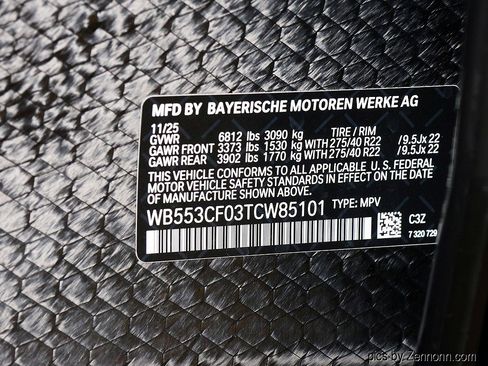 MFD BY BAYERISCHE MOTOREN WERKE AG
11/25
GVWR 6812 lbs 3090 kg TIRE / RIM
GAWR FRONT 3373 lbs 1530 kg WITH 275/40 R22 / 9.5Jx 22
GAWR REAR 3902 lbs 1770 kg WITH 275/40 R22 / 9.5Jx 22
THIS VEHICLE CONFORMS TO ALL APPLICABLE U.S. FEDERAL
MOTOR VEHICLE SAFETY STANDARDS IN EFFECT ON THE DATE
OF MANUFACTURE SHOWN ABOVE.
WB553CF03TCW85101 TYPE: MPV
C3Z
7 320 729
pics by Zennonn.com